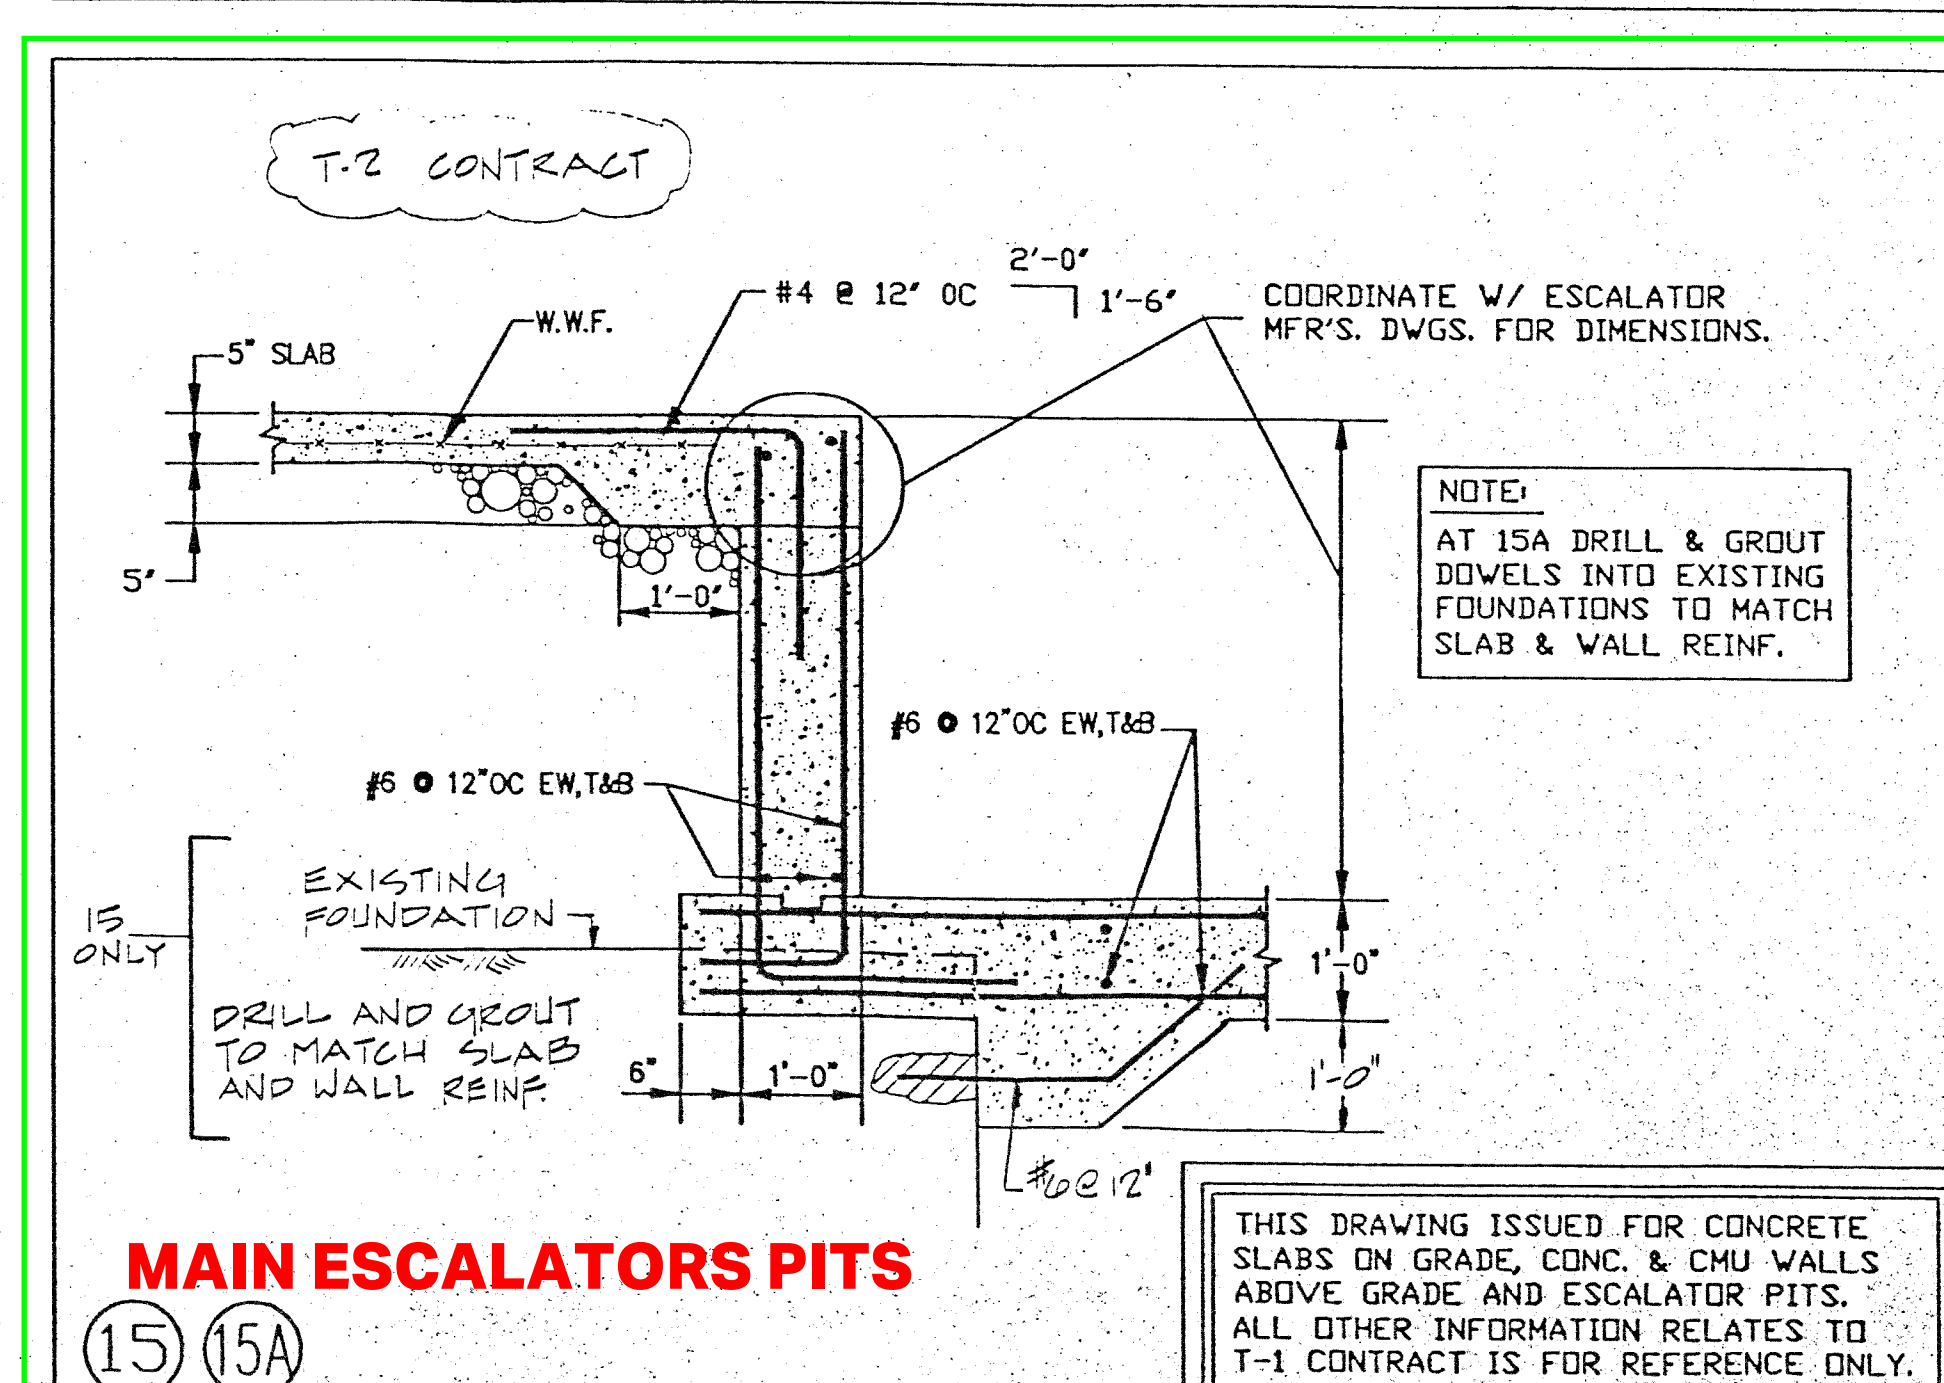 T-2 CONTRACT
2'-0"
#4 @ 12" OC
1'-6"
COORDINATE W/ ESCALATOR
MFR'S. DWGS. FOR DIMENSIONS.
W.W.F.
5" SLAB
5"
1'-0"
NOTE:
AT 15A DRILL & GROUT
DOWELS INTO EXISTING
FOUNDATIONS TO MATCH
SLAB & WALL REINF.
#6 @ 12"OC EW,T&B
#6 @ 12"OC EW,T&B
15
ONLY
EXISTING
FOUNDATION
DRILL AND GROUT
TO MATCH SLAB
AND WALL REINF.
6"
1'-0"
1'-0"
1'-0"
#6@12"
MAIN ESCALATORS PITS
15 15A
THIS DRAWING ISSUED FOR CONCRETE
SLABS ON GRADE, CONC. & CMU WALLS
ABOVE GRADE AND ESCALATOR PITS.
ALL OTHER INFORMATION RELATES TO
T-1 CONTRACT IS FOR REFERENCE ONLY.